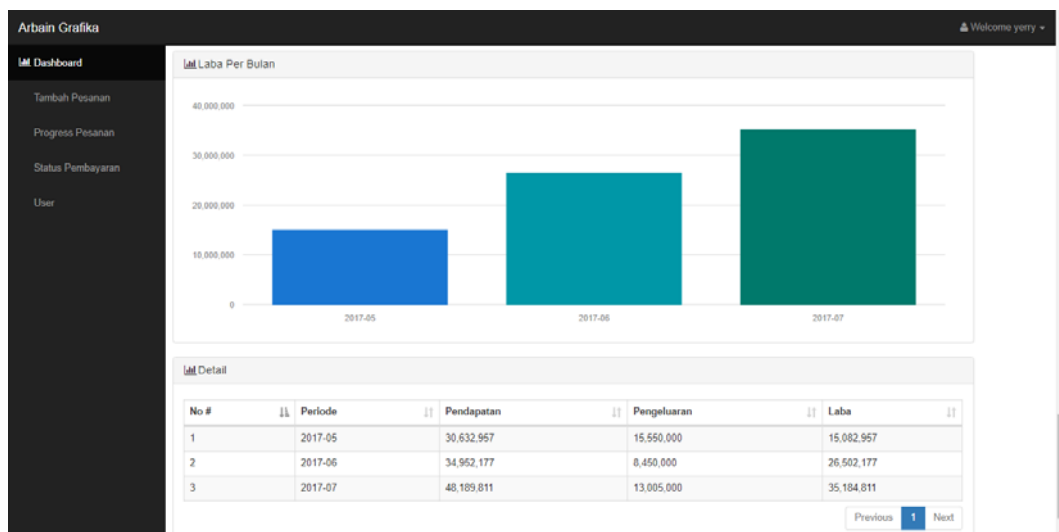 Arbain Grafika
Welcome yerry
Dashboard
Tambah Pesanan
Progress Pesanan
Status Pembayaran
User
Laba Per Bulan
40,000,000
30,000,000
20,000,000
10,000,000
0
2017-05 2017-06 2017-07
Detail
No # Periode Pendapatan Pengeluaran Laba
1 2017-05 30,632,957 15,550,000 15,082,957
2 2017-06 34,952,177 8,450,000 26,502,177
3 2017-07 48,189,811 13,005,000 35,184,811
Previous 1 Next